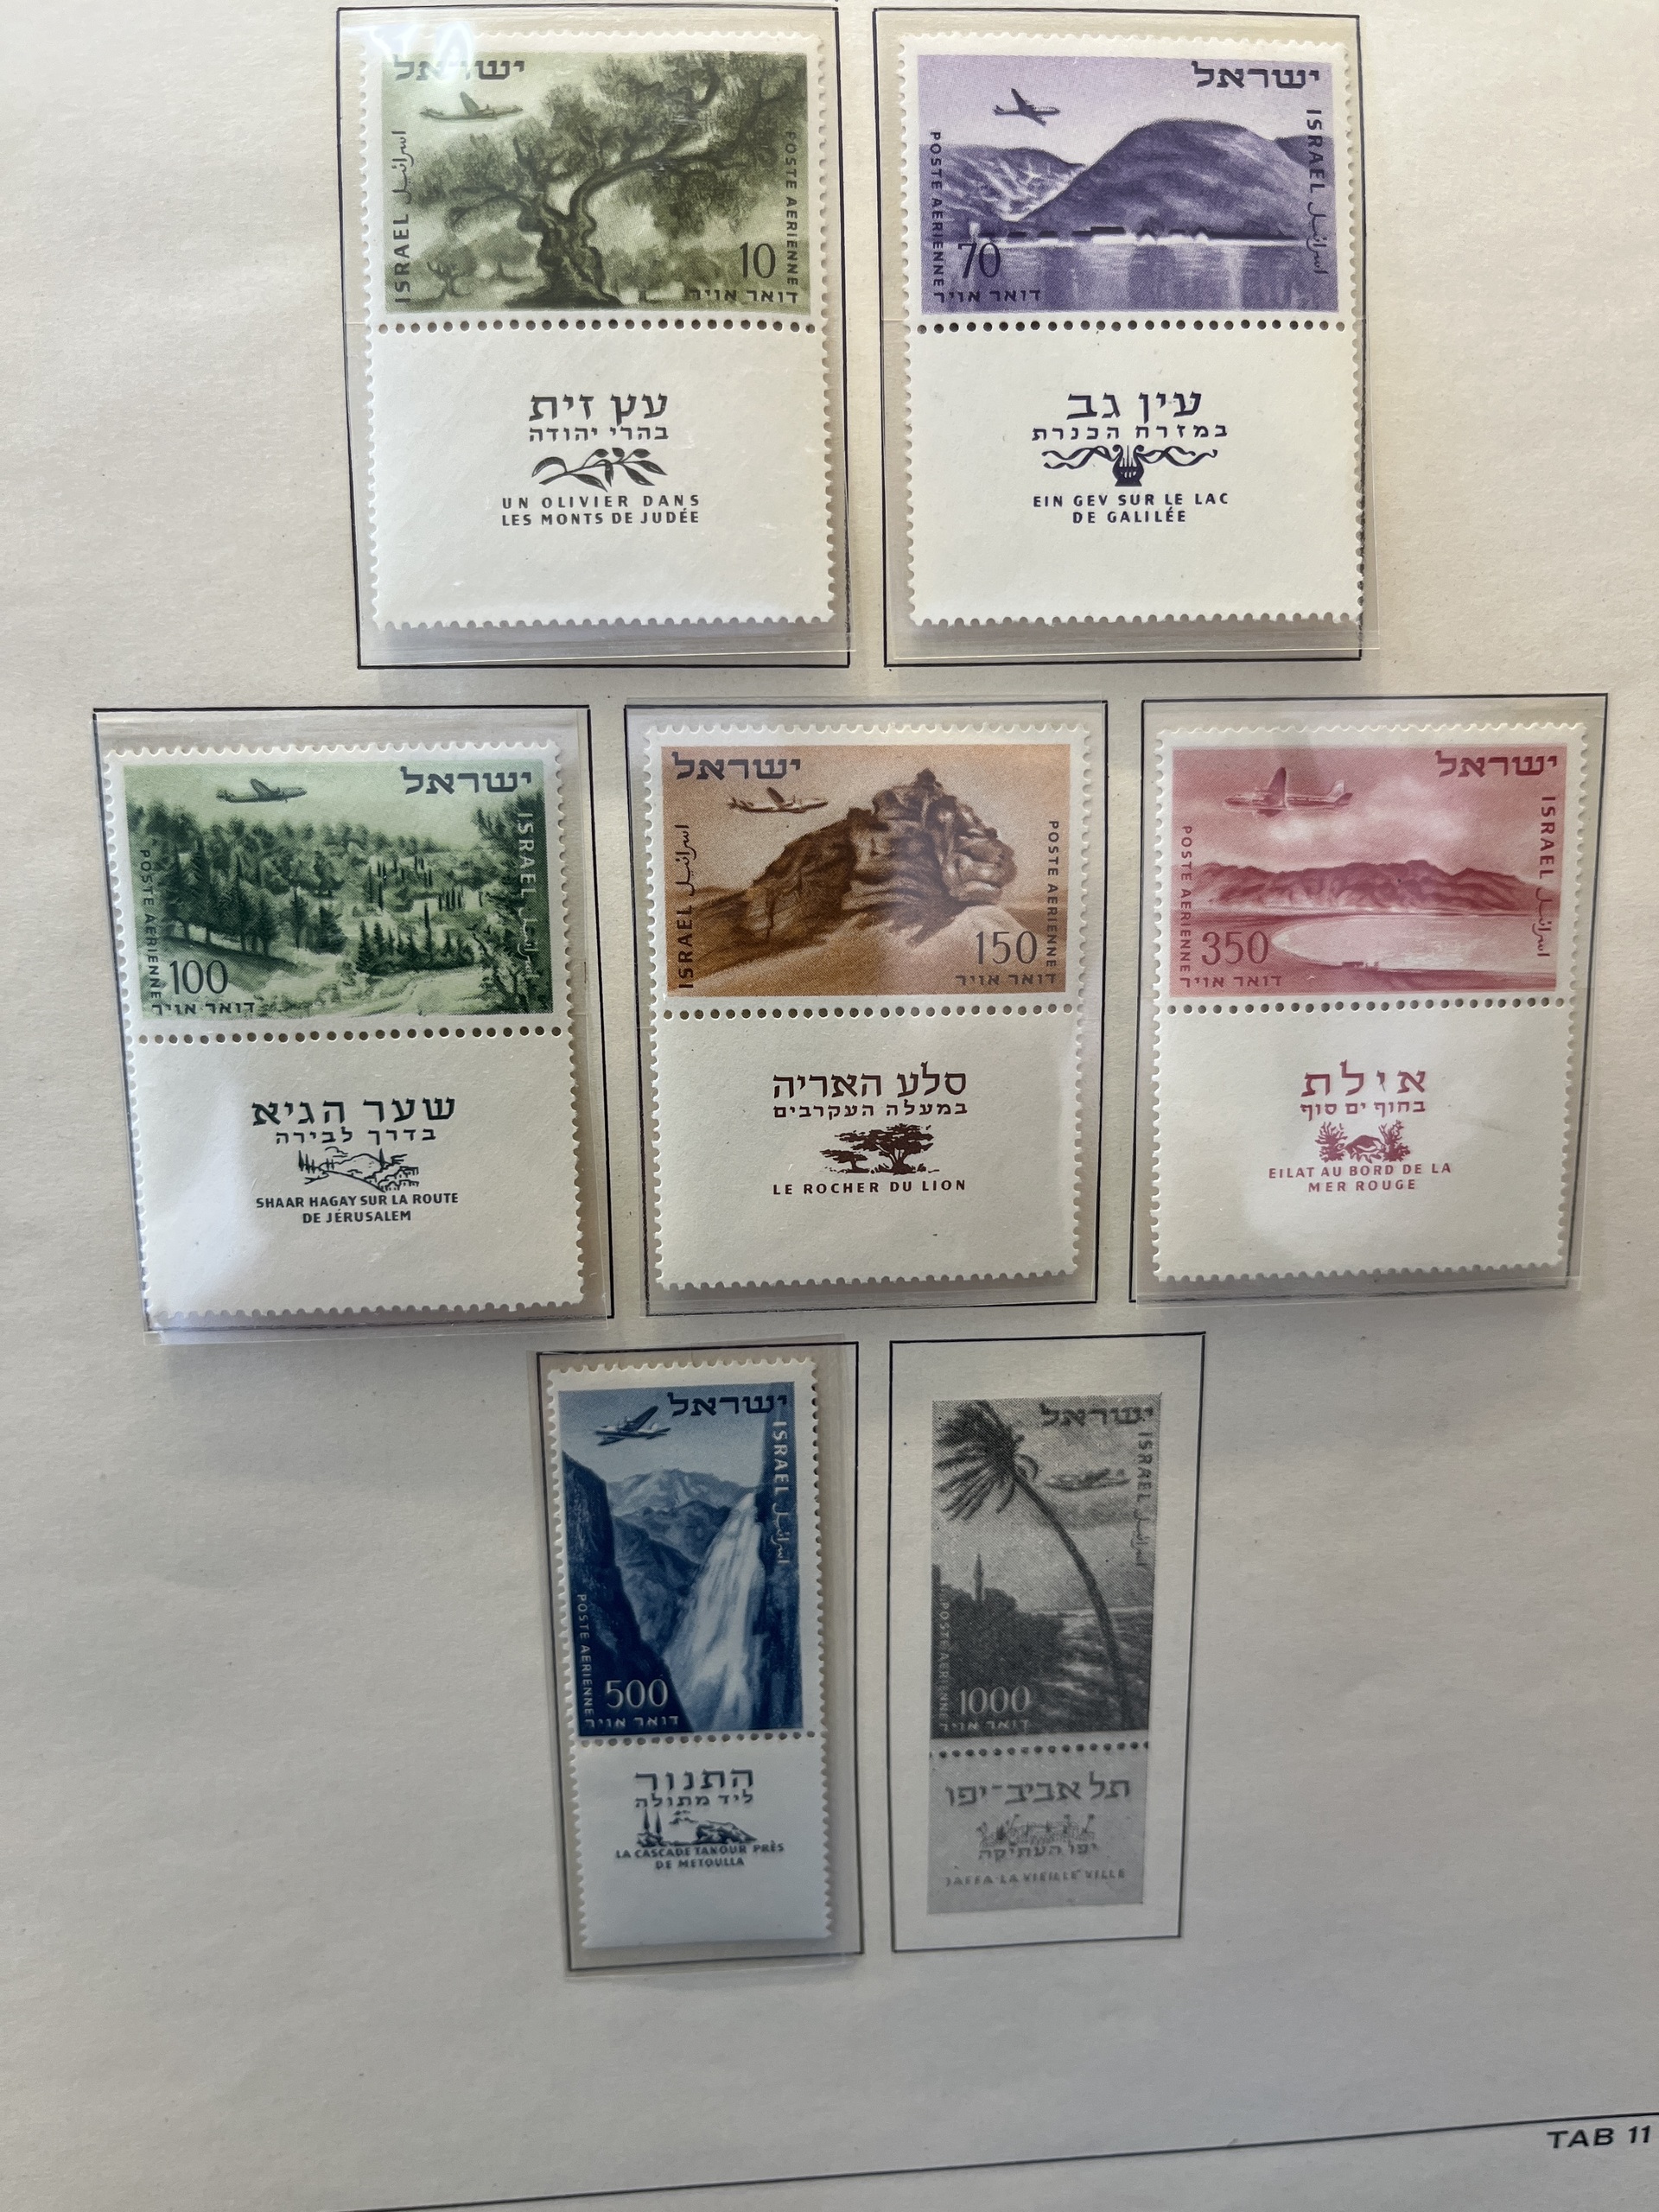 ישראל
ISRAEL اسرائيل
POSTE AERIENNE
10
דואר אויר
עץ זית
בהרי יהודה
UN OLIVIER DANS
LES MONTS DE JUDÉE
ישראל
ISRAEL اسرائيل
POSTE AERIENNE
70
דואר אויר
עין גב
במזרח הכנרת
EIN GEV SUR LE LAC
DE GALILÉE
ישראל
ISRAEL اسرائيل
POSTE AERIENNE
100
דואר אויר
שער הגיא
בדרך לבירה
SHAAR HAGAY SUR LA ROUTE
DE JÉRUSALEM
ישראל
ISRAEL اسرائيل
POSTE AERIENNE
150
דואר אויר
סלע האריה
במעלה העקרבים
LE ROCHER DU LION
ישראל
ISRAEL اسرائيل
POSTE AERIENNE
350
דואר אויר
אילת
בחוף ים סוף
EILAT AU BORD DE LA
MER ROUGE
ישראל
ISRAEL اسرائيل
POSTE AERIENNE
500
דואר אויר
התנור
ליד מתולה
LA CASCADE TANOUR PRÈS
DE METOULLA
ישראל
ISRAEL اسرائيل
POSTE AERIENNE
1000
דואר אויר
תל אביב-יפו
יפו העתיקה
JAFFA·LA VIEILLE VILLE
TAB 11